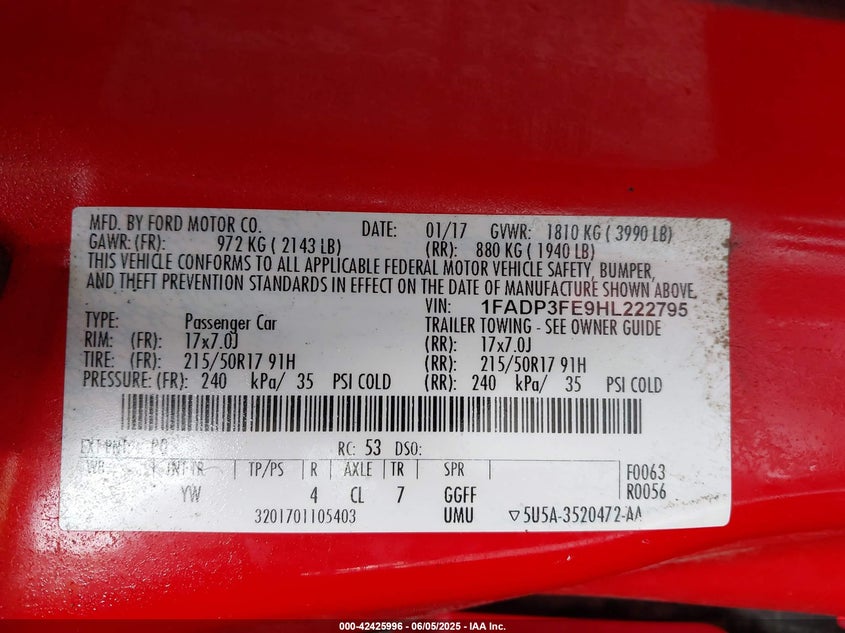 MFD. BY FORD MOTOR CO. DATE: 01/17 GVWR: 1810 KG ( 3990 LB)
GAWR: (FR): 972 KG ( 2143 LB) (RR): 880 KG ( 1940 LB)
THIS VEHICLE CONFORMS TO ALL APPLICABLE FEDERAL MOTOR VEHICLE SAFETY, BUMPER,
AND THEFT PREVENTION STANDARDS IN EFFECT ON THE DATE OF MANUFACTURE SHOWN ABOVE.
VIN: 1FADP3FE9HL222795
TYPE: Passenger Car TRAILER TOWING - SEE OWNER GUIDE
RIM: (FR): 17x7.0J (RR): 17x7.0J
TIRE: (FR): 215/50R17 91H (RR): 215/50R17 91H
PRESSURE: (FR): 240 kPa/ 35 PSI COLD (RR): 240 kPa/ 35 PSI COLD
EXT PNT: PQ RC: 53 DSO:
WB INT TR TP/PS R AXLE TR SPR F0063
YW 4 CL 7 GGFF R0056
3201701105403 UMU ▽5U5A-3520472-AA
000-42425996 - 06/05/2025 - IAA Inc.